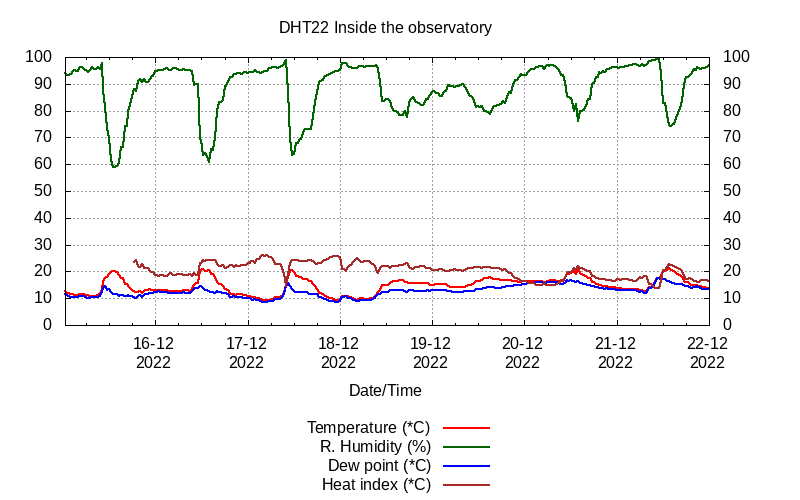 DHT22 Inside the observatory
100 100
90 90
80 80
70 70
60 60
50 50
40 40
30 30
20 20
10 10
0 0
16-12 17-12 18-12 19-12 20-12 21-12 22-12
2022 2022 2022 2022 2022 2022 2022
Date/Time
Temperature (*C)
R. Humidity (%)
Dew point (*C)
Heat index (*C)